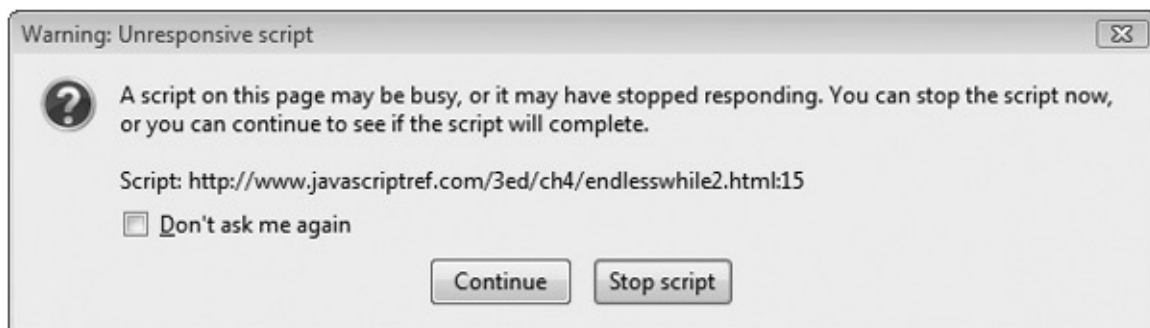 Warning: Unresponsive script
A script on this page may be busy, or it may have stopped responding. You can stop the script now,
or you can continue to see if the script will complete.
Script: http://www.javascriptref.com/3ed/ch4/endlesswhile2.html:15
Don't ask me again
Continue Stop script